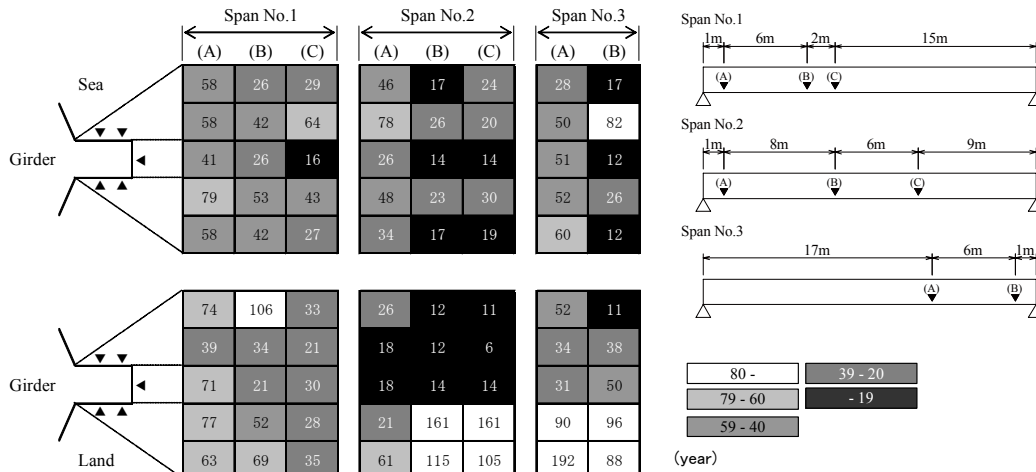 Span No.1 Span No.2 Span No.3
(A) (B) (C) (A) (B) (C) (A) (B)
Sea
Girder
58 26 29 46 17 24 28 17
58 42 64 78 26 20 50 82
41 26 16 26 14 14 51 12
79 53 43 48 23 30 52 26
58 42 27 34 17 19 60 12
Girder
Land
74 106 33 26 12 11 52 11
39 34 21 18 12 6 34 38
71 21 30 18 14 14 31 50
77 52 28 21 161 161 90 96
63 69 35 61 115 105 192 88
Span No.1
1m 6m 2m 15m
(A) (B) (C)
Span No.2
1m 8m 6m 9m
(A) (B) (C)
Span No.3
17m 6m 1m
(A) (B)
80 - 39 - 20
79 - 60 - 19
59 - 40
(year)